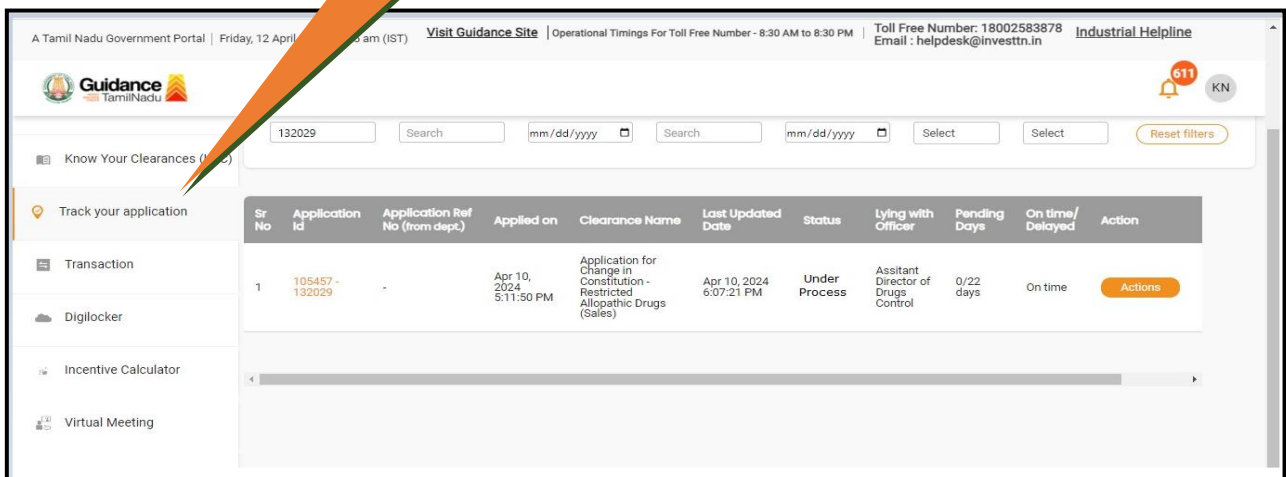 A Tamil Nadu Government Portal | Friday, 12 April am (IST) Visit Guidance Site | Operational Timings For Toll Free Number - 8:30 AM to 8:30 PM | Toll Free Number: 18002583878 Industrial Helpline
Email : helpdesk@investtn.in
Guidance
TamilNadu
611
KN
132029 Search mm/dd/yyyy Search mm/dd/yyyy Select Select Reset filters
Know Your Clearances
Track your application
Transaction
Digilocker
Incentive Calculator
Virtual Meeting
Sr Application Application Ref Applied on Clearance Name Last Updated Status Lying with Pending On time/ Action
No Id No (from dept.) Date Officer Days Delayed
Application for
Change in
Apr 10, Constitution - Assitant
1 105457 - - 2024 Restricted Apr 10, 2024 Under Director of 0/22 On time Actions
132029 5:11:50 PM Allopathic Drugs 6:07:21 PM Process Drugs days
(Sales) Control